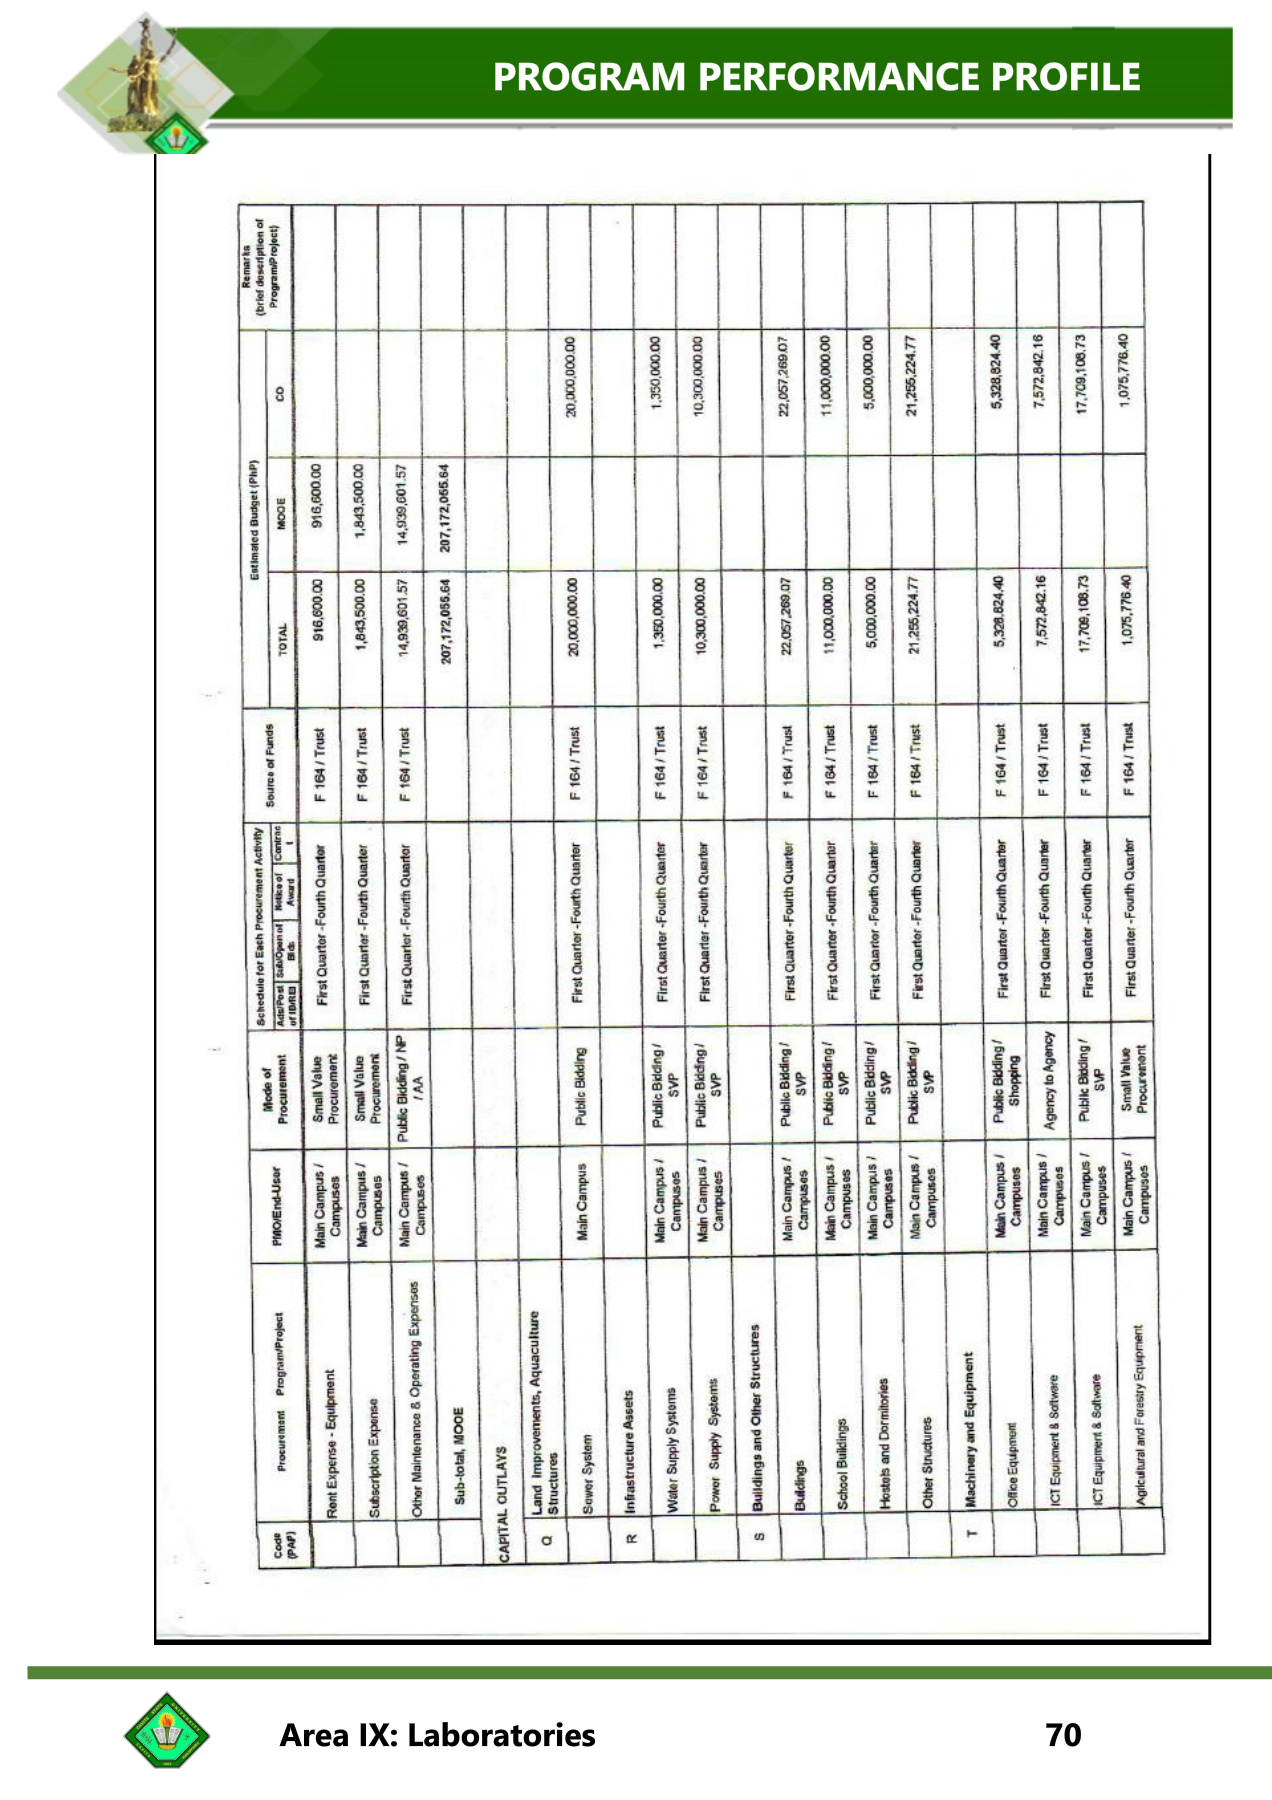 PROGRAM PERFORMANCE PROFILE
Code (PAP) | Procurement Program/Project | PMO/End-User | Mode of Procurement | Schedule for Each Procurement Activity | Source of Funds | Estimated Budget (PhP) | Remarks (brief description of Program/Project)
Ads/Post of IB/REI | Sub/Open of Bids | Notice of Award | Contract | TOTAL | MOOE | CO
Rent Expense - Equipment | Main Campus / Campuses | Small Value Procurement | First Quarter -Fourth Quarter | F 164 / Trust | 916,600.00 | 916,600.00
Subscription Expense | Main Campus / Campuses | Small Value Procurement | First Quarter -Fourth Quarter | F 164 / Trust | 1,843,500.00 | 1,843,500.00
Other Maintenance & Operating Expenses | Main Campus / Campuses | Public Bidding / NP / AA | First Quarter -Fourth Quarter | F 164 / Trust | 14,939,601.57 | 14,939,601.57
Sub-total, MOOE | 207,172,055.64 | 207,172,055.64
CAPITAL OUTLAYS
Q | Land Improvements, Aquaculture Structures
Sewer System | Main Campus | Public Bidding | First Quarter -Fourth Quarter | F 164 / Trust | 20,000,000.00 | 20,000,000.00
R | Infrastructure Assets
Water Supply Systems | Main Campus / Campuses | Public Bidding / SVP | First Quarter -Fourth Quarter | F 164 / Trust | 1,350,000.00 | 1,350,000.00
Power Supply Systems | Main Campus / Campuses | Public Bidding / SVP | First Quarter -Fourth Quarter | F 164 / Trust | 10,300,000.00 | 10,300,000.00
S | Buildings and Other Structures
Buildings | Main Campus / Campuses | Public Bidding / SVP | First Quarter -Fourth Quarter | F 164 / Trust | 22,057,269.07 | 22,057,269.07
School Buildings | Main Campus / Campuses | Public Bidding / SVP | First Quarter -Fourth Quarter | F 164 / Trust | 11,000,000.00 | 11,000,000.00
Hostels and Dormitories | Main Campus / Campuses | Public Bidding / SVP | First Quarter -Fourth Quarter | F 164 / Trust | 5,000,000.00 | 5,000,000.00
Other Structures | Main Campus / Campuses | Public Bidding / SVP | First Quarter -Fourth Quarter | F 164 / Trust | 21,255,224.77 | 21,255,224.77
T | Machinery and Equipment
Office Equipment | Main Campus / Campuses | Public Bidding / Shopping | First Quarter -Fourth Quarter | F 164 / Trust | 5,328,824.40 | 5,328,824.40
ICT Equipment & Software | Main Campus / Campuses | Agency to Agency | First Quarter -Fourth Quarter | F 164 / Trust | 7,572,842.16 | 7,572,842.16
ICT Equipment & Software | Main Campus / Campuses | Public Bidding / SVP | First Quarter -Fourth Quarter | F 164 / Trust | 17,709,108.73 | 17,709,108.73
Agricultural and Forestry Equipment | Main Campus / Campuses | Small Value Procurement | First Quarter -Fourth Quarter | F 164 / Trust | 1,075,776.40 | 1,075,776.40
Area IX: Laboratories 70